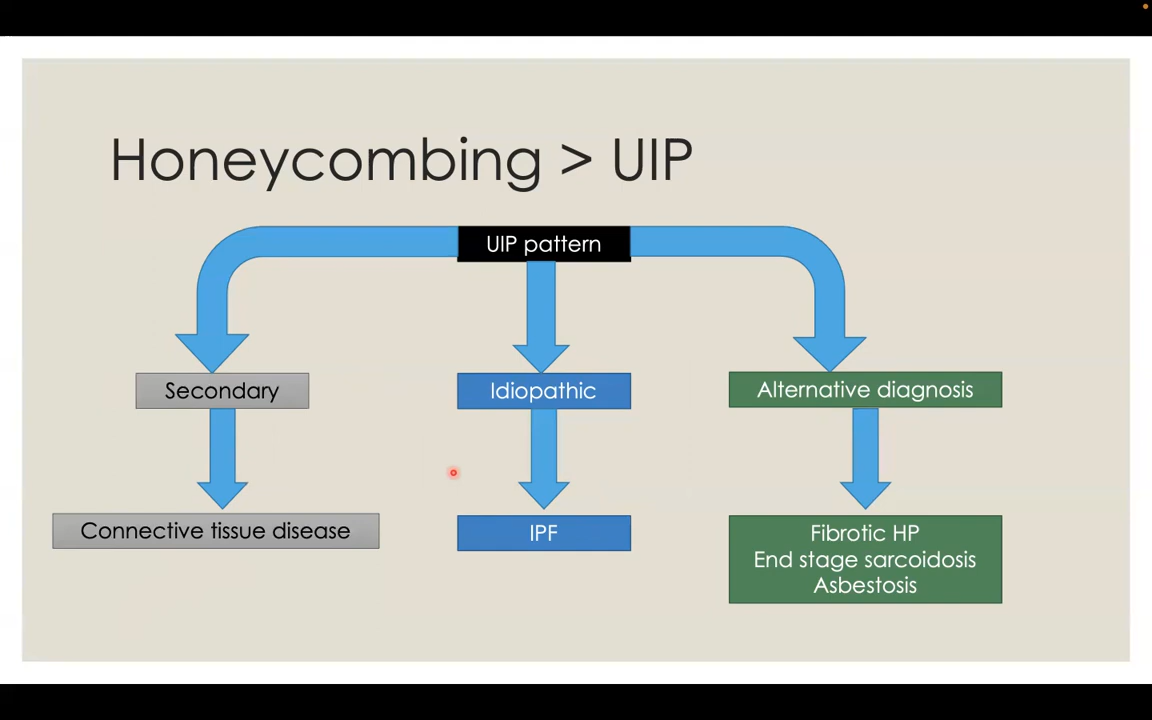 Honeycombing > UIP
UIP pattern
Secondary
Idiopathic
Alternative diagnosis
Connective tissue disease
IPF
Fibrotic HP
End stage sarcoidosis
Asbestosis